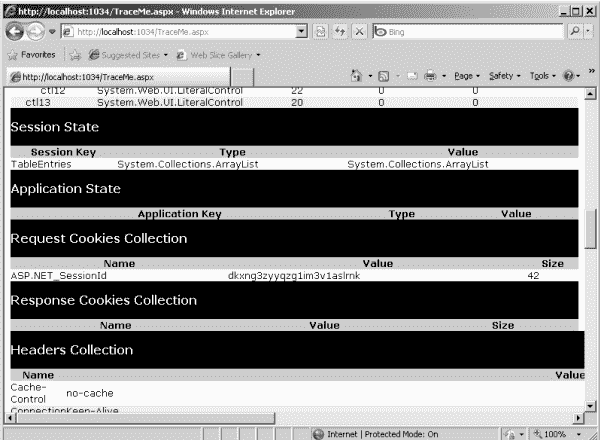 http://localhost:1034/TraceMe.aspx - Windows Internet Explorer
http://localhost:1034/TraceMe.aspx Bing
Favorites Suggested Sites Web Slice Gallery
http://localhost:1034/TraceMe.aspx Page Safety Tools
ctl12 System.Web.UI.LiteralControl 22 0 0
ctl13 System.Web.UI.LiteralControl 20 0 0
Session State
Session Key Type Value
TableEntries System.Collections.ArrayList System.Collections.ArrayList
Application State
Application Key Type Value
Request Cookies Collection
Name Value Size
ASP.NET_SessionId dkxng3zyyqzg1im3v1aslrnk 42
Response Cookies Collection
Name Value Size
Headers Collection
Name Value
Cache-
Control no-cache
Connection Keep-Alive
Internet | Protected Mode: On 100%